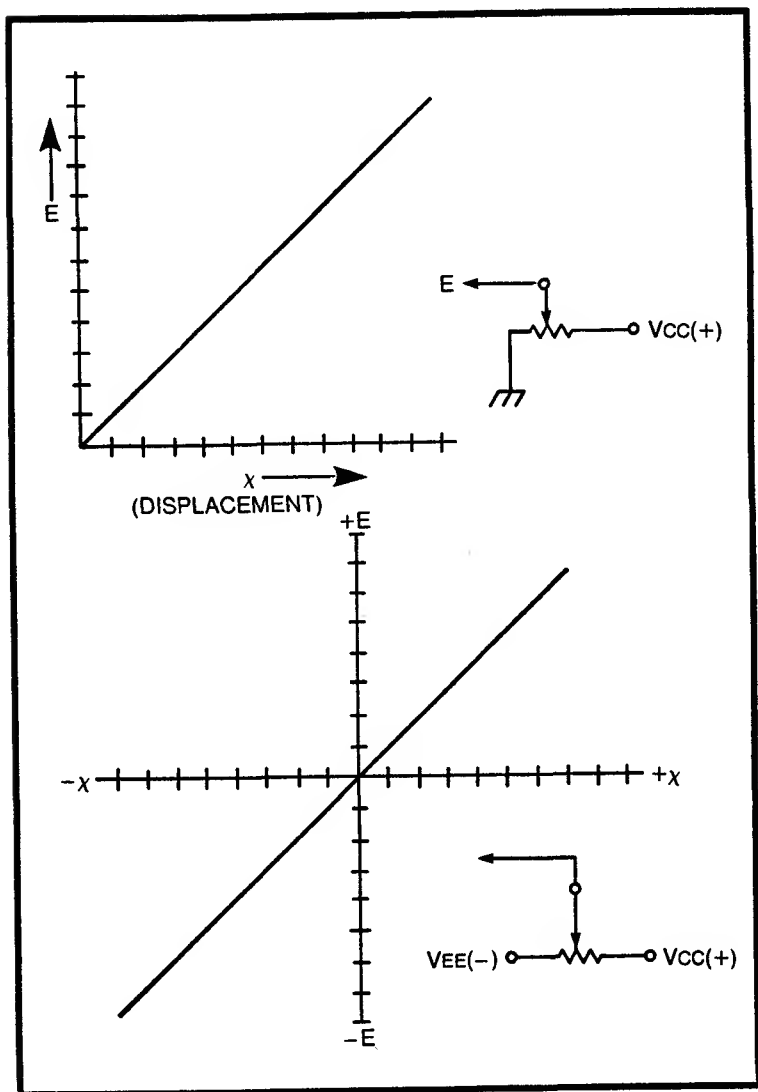 E
E
VCC(+)
χ
(DISPLACEMENT)
+E
-χ
+χ
VEE(-)
VCC(+)
-E